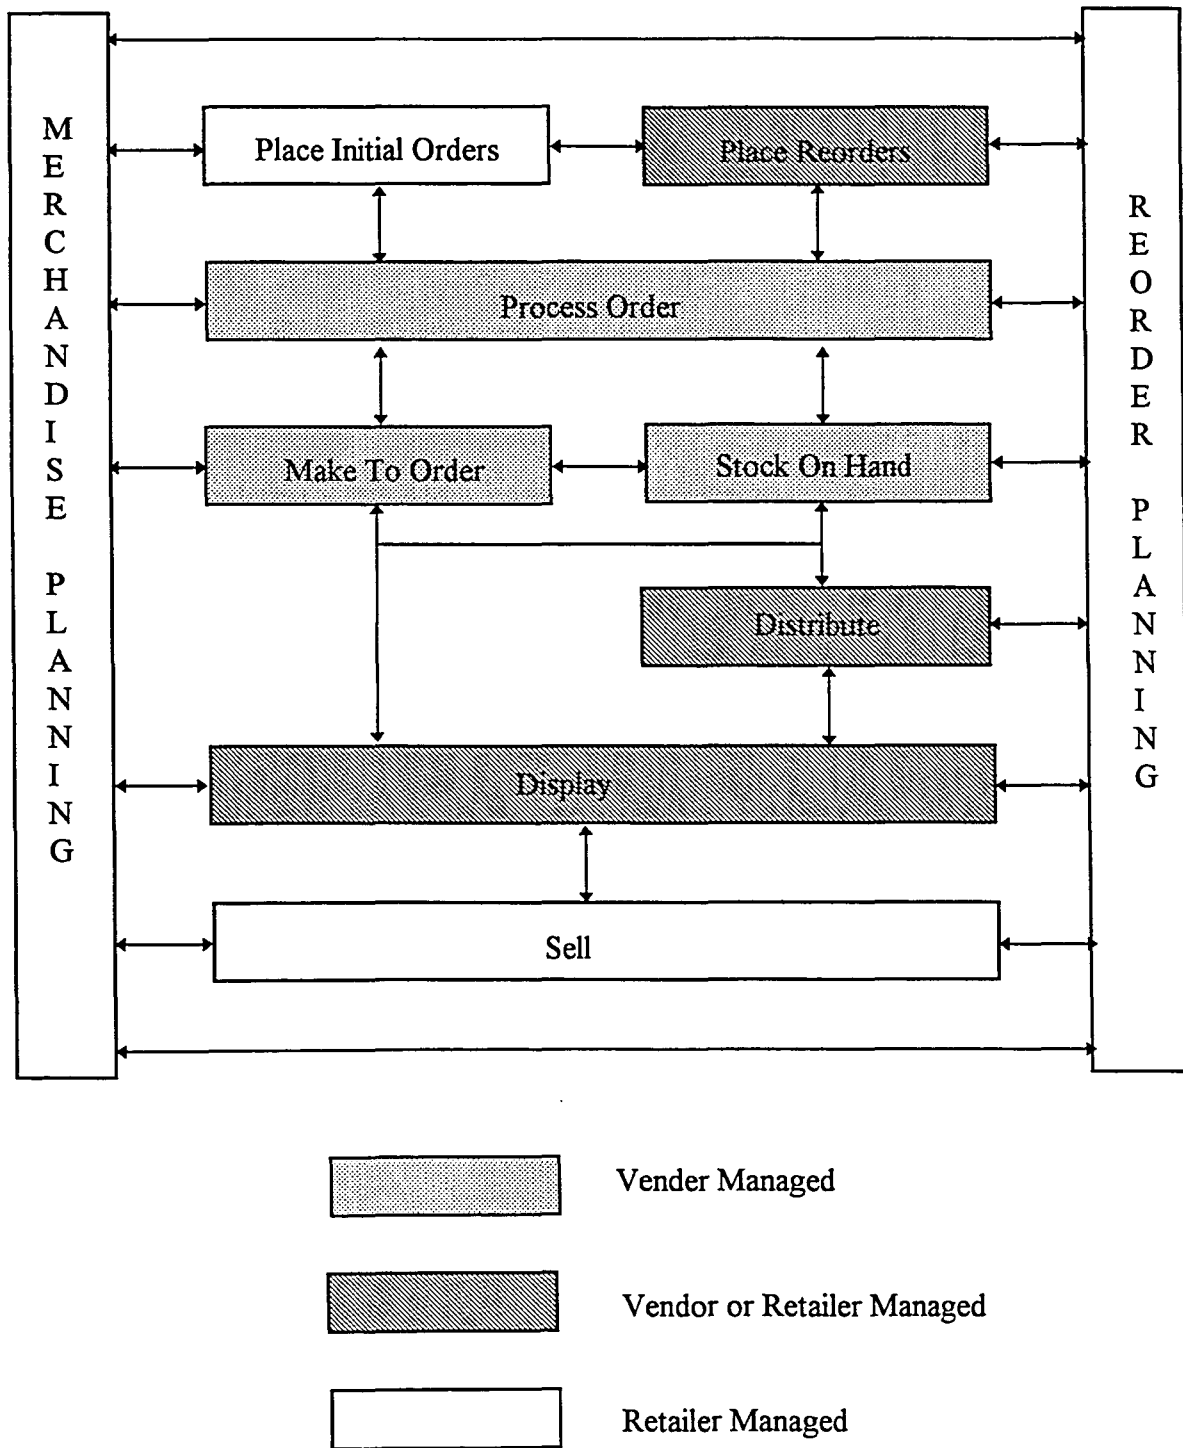 MERCHANDISE PLANNING
Place Initial Orders
Place Reorders
REORDER PLANNING
Process Order
Make To Order
Stock On Hand
Distribute
Display
Sell
Vender Managed
Vendor or Retailer Managed
Retailer Managed